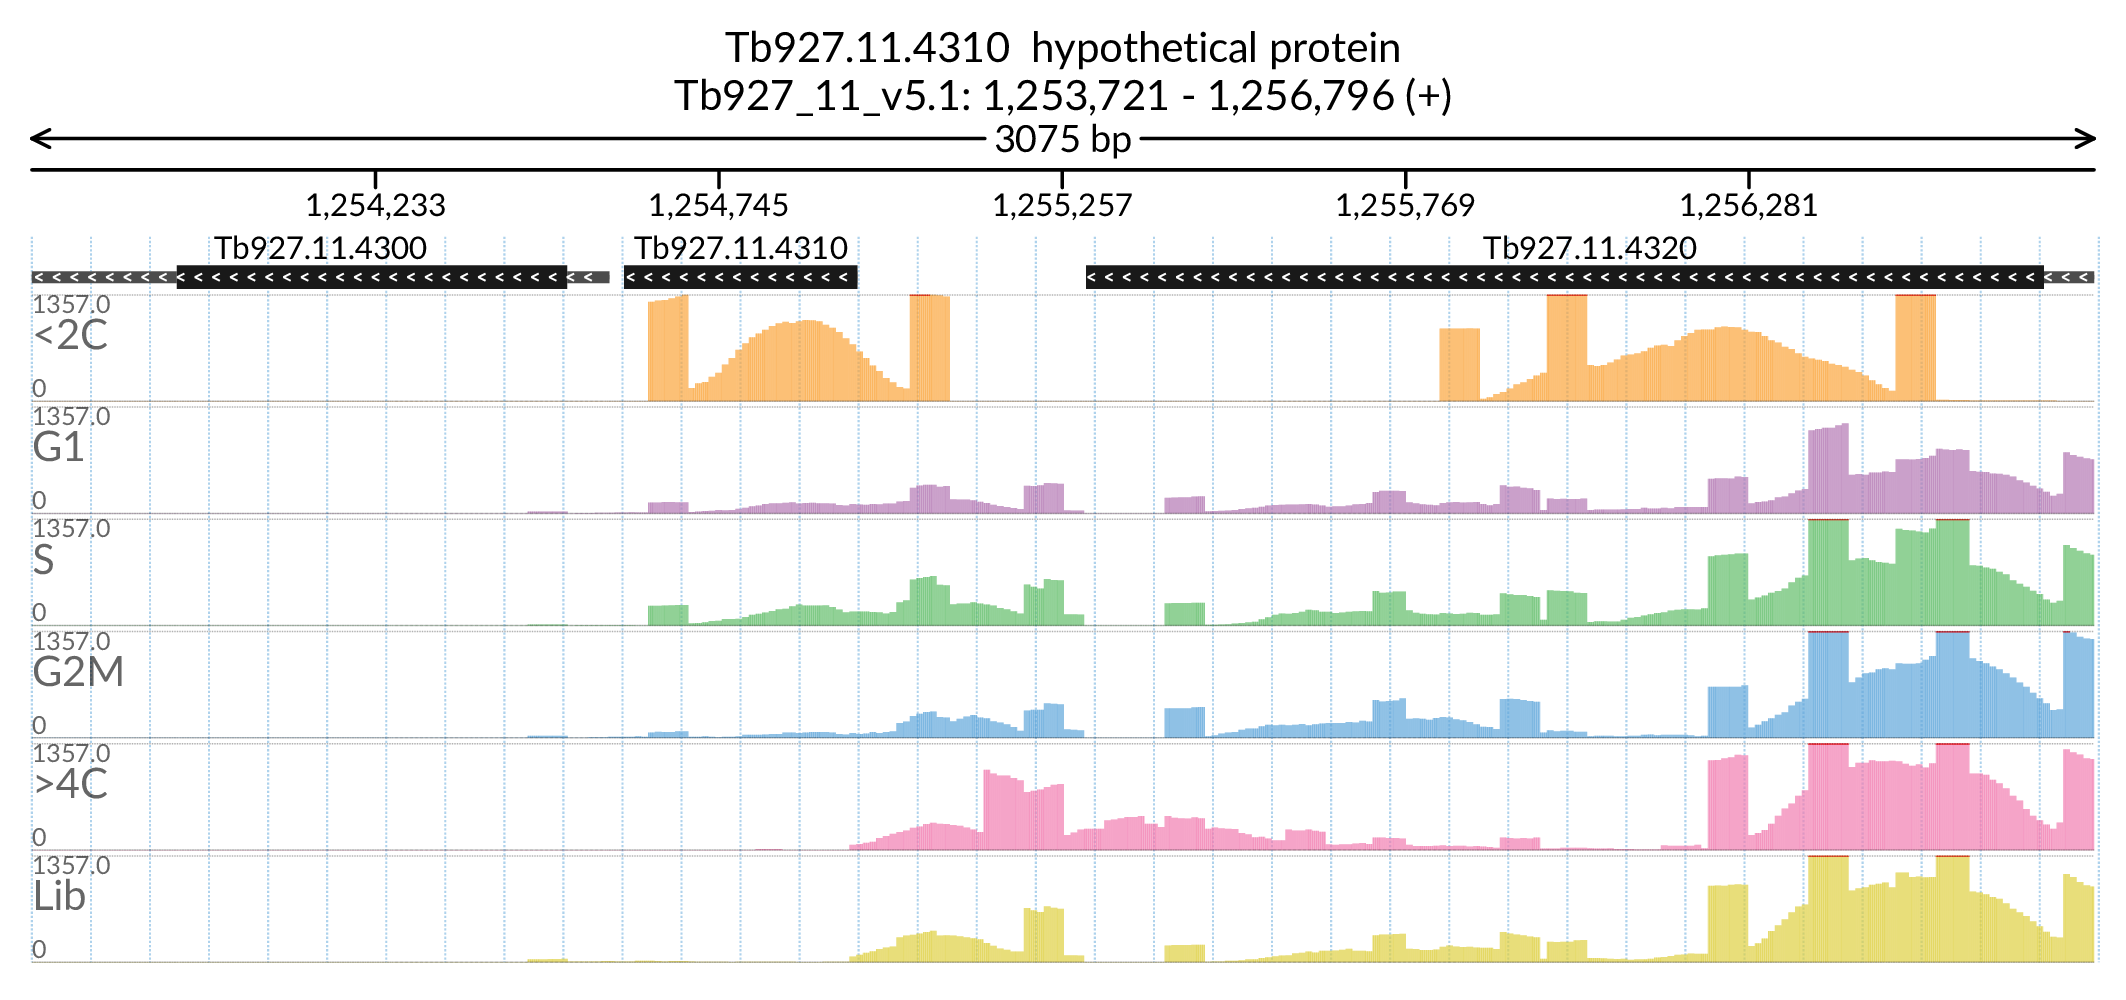 Tb927.11.4310 hypothetical protein
Tb927_11_v5.1: 1,253,721 - 1,256,796 (+)
3075 bp
1,254,233 1,254,745 1,255,257 1,255,769 1,256,281
Tb927.11.4300 Tb927.11.4310 Tb927.11.4320
1357.0
<2C
0
1357.0
G1
0
1357.0
S
0
1357.0
G2M
0
1357.0
>4C
0
1357.0
Lib
0